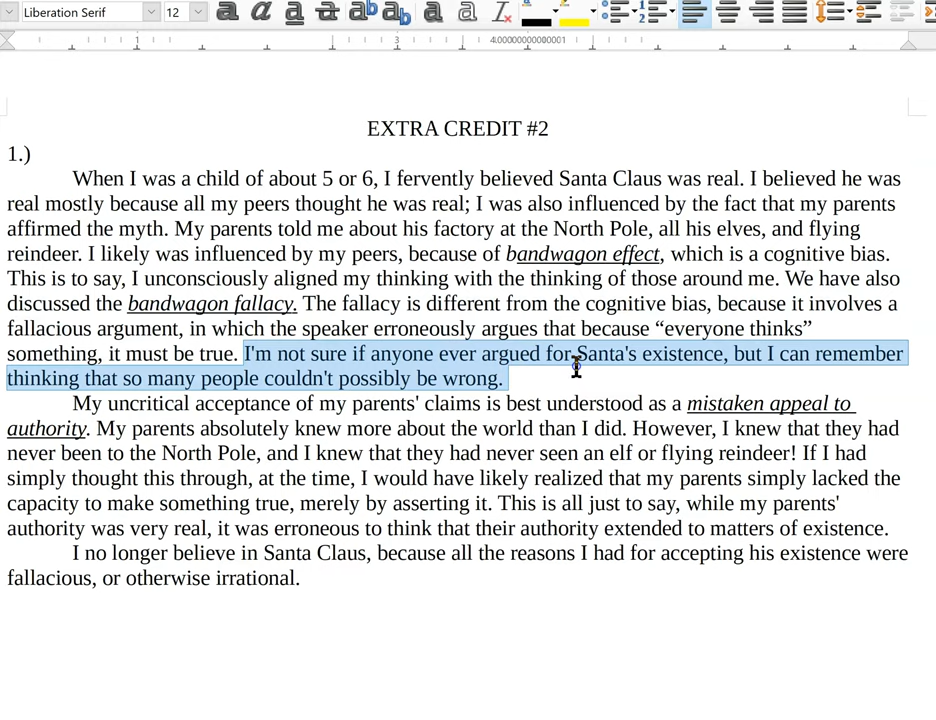 Liberation Serif 12
1 3 4.00000000000001
EXTRA CREDIT #2
1.)
When I was a child of about 5 or 6, I fervently believed Santa Claus was real. I believed he was
real mostly because all my peers thought he was real; I was also influenced by the fact that my parents
affirmed the myth. My parents told me about his factory at the North Pole, all his elves, and flying
reindeer. I likely was influenced by my peers, because of bandwagon effect, which is a cognitive bias.
This is to say, I unconsciously aligned my thinking with the thinking of those around me. We have also
discussed the bandwagon fallacy. The fallacy is different from the cognitive bias, because it involves a
fallacious argument, in which the speaker erroneously argues that because “everyone thinks”
something, it must be true. I'm not sure if anyone ever argued for Santa's existence, but I can remember
thinking that so many people couldn't possibly be wrong.
My uncritical acceptance of my parents' claims is best understood as a mistaken appeal to
authority. My parents absolutely knew more about the world than I did. However, I knew that they had
never been to the North Pole, and I knew that they had never seen an elf or flying reindeer! If I had
simply thought this through, at the time, I would have likely realized that my parents simply lacked the
capacity to make something true, merely by asserting it. This is all just to say, while my parents'
authority was very real, it was erroneous to think that their authority extended to matters of existence.
I no longer believe in Santa Claus, because all the reasons I had for accepting his existence were
fallacious, or otherwise irrational.